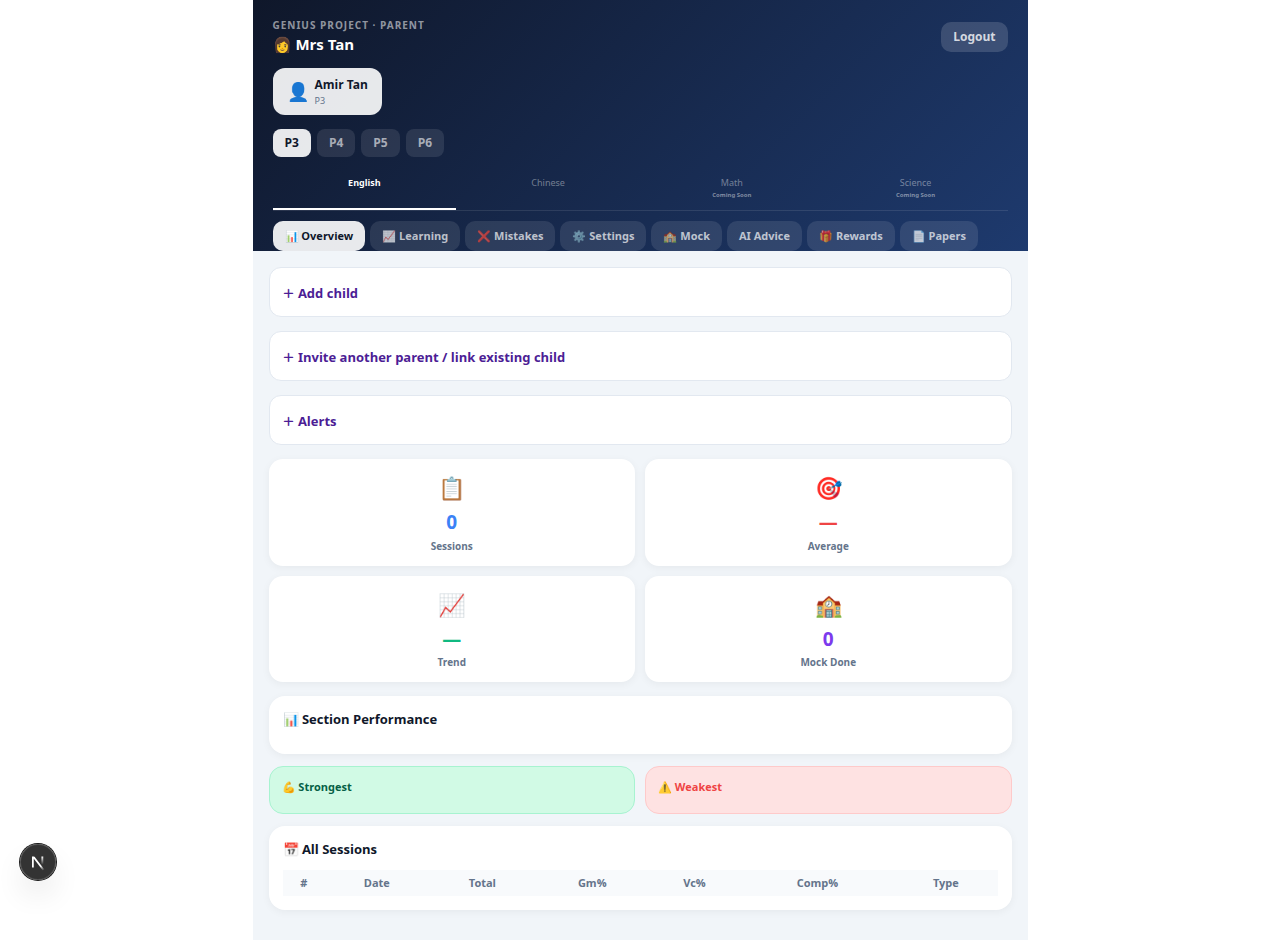 GENIUS PROJECT · PARENT
Mrs Tan
Logout
Amir Tan
P3
P3 P4 P5 P6
English Chinese Math Science
Coming Soon Coming Soon
Overview Learning Mistakes Settings Mock AI Advice Rewards Papers
+ Add child
+ Invite another parent / link existing child
+ Alerts
0
Sessions
—
Average
—
Trend
0
Mock Done
Section Performance
Strongest
Weakest
All Sessions
# Date Total Gm% Vc% Comp% Type
N